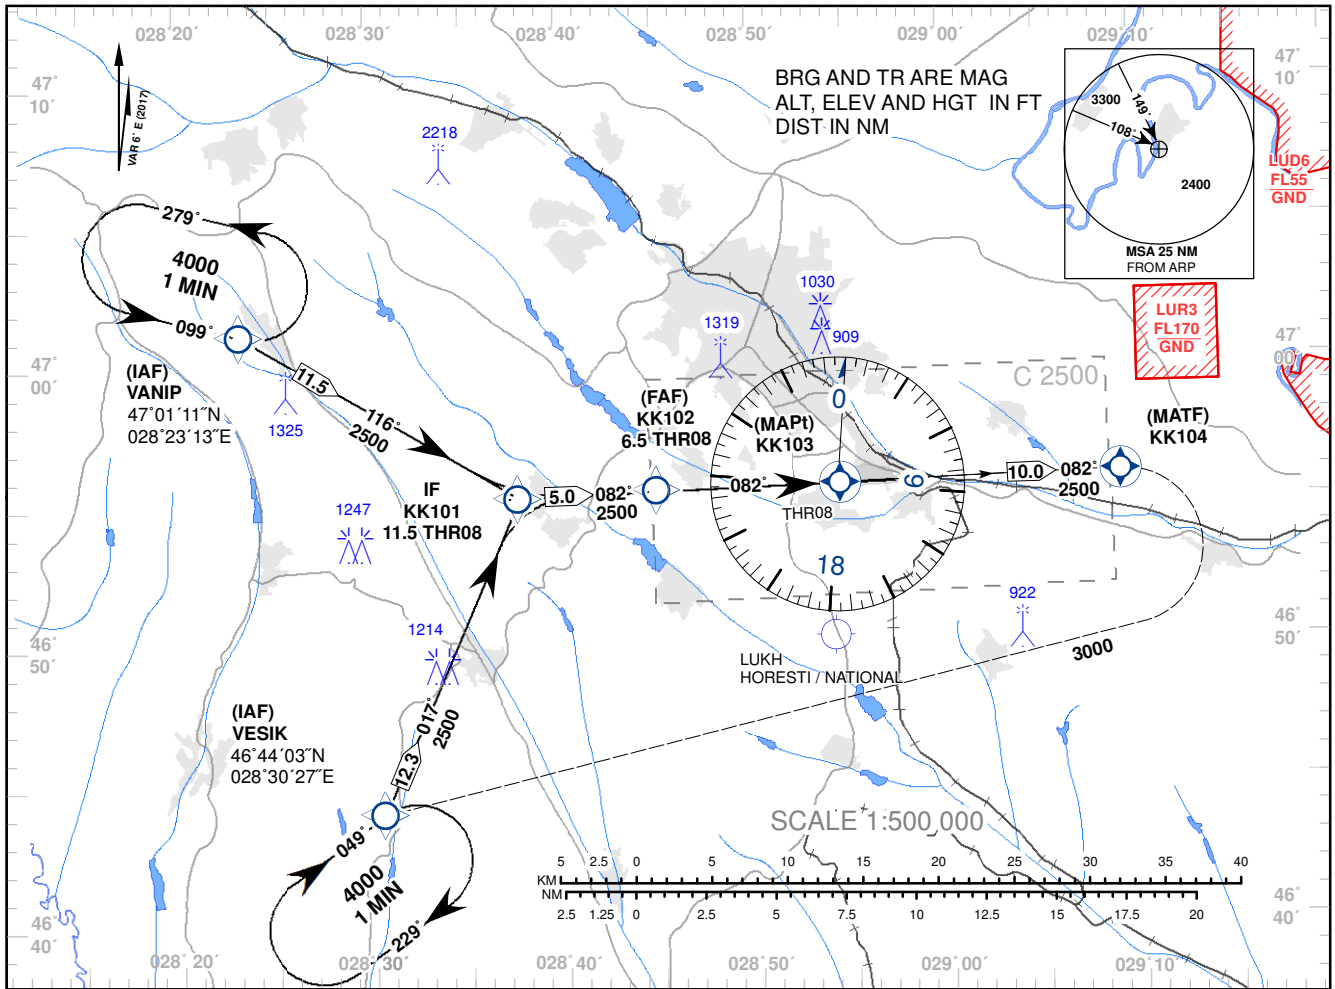 028˚20´
028˚30´
028˚40´
028˚50´
029˚00´
029˚10´
47˚
10´
47˚
10´
VAR 6˚ E (2017)
BRG AND TR ARE MAG
ALT, ELEV AND HGT IN FT
DIST IN NM
3300
149˚
108˚
2400
MSA 25 NM
FROM ARP
LUD6
FL55
GND
2218
279˚
4000
1 MIN
099˚
LUR3
FL170
GND
1030
909
1319
47˚
00´
47˚
00´
C 2500
(IAF)
VANIP
47˚01´11˝N
028˚23´13˝E
11.5
116˚
2500
1325
(FAF)
KK102
6.5 THR08
(MAPt)
KK103
0
(MATF)
KK104
IF
KK101
11.5 THR08
5.0
082˚
2500
082˚
THR08
9
10.0
082˚
2500
1247
18
922
46˚
50´
46˚
50´
1214
LUKH
HORESTI / NATIONAL
3000
017˚
2500
12.3
(IAF)
VESIK
46˚44´03˝N
028˚30´27˝E
049˚
4000
1 MIN
229˚
SCALE 1:500 000
5 2.5 0 5 10 15 20 25 30 35 40
KM
NM
2.5 1.25 0 2.5 5 7.5 10 12.5 15 17.5 20
46˚
40´
46˚
40´
028˚20´
028˚30´
028˚40´
028˚50´
029˚00´
029˚10´